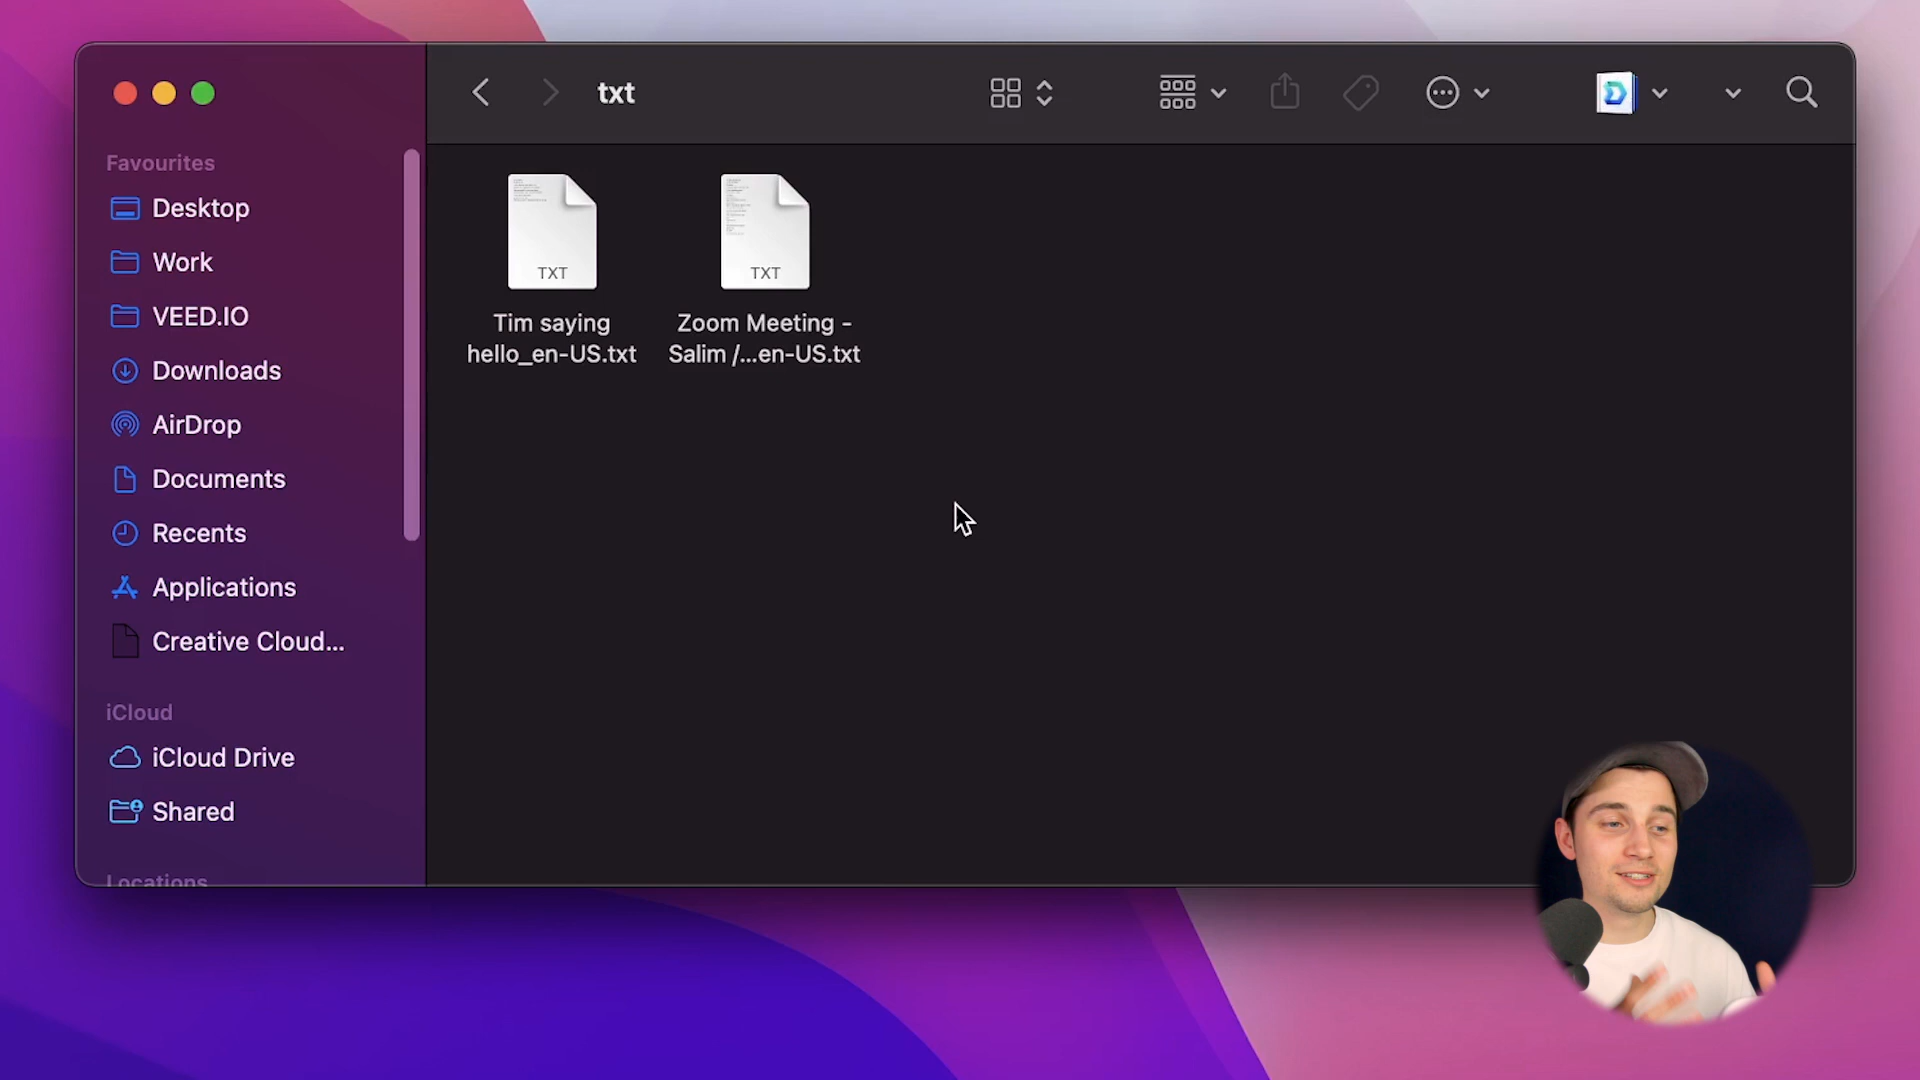 txt
Favourites
Desktop
Work
VEED.IO
Downloads
AirDrop
Documents
Recents
Applications
Creative Cloud...
iCloud
iCloud Drive
Shared
Locations
TXT
Tim saying
hello_en-US.txt
TXT
Zoom Meeting -
Salim /...en-US.txt